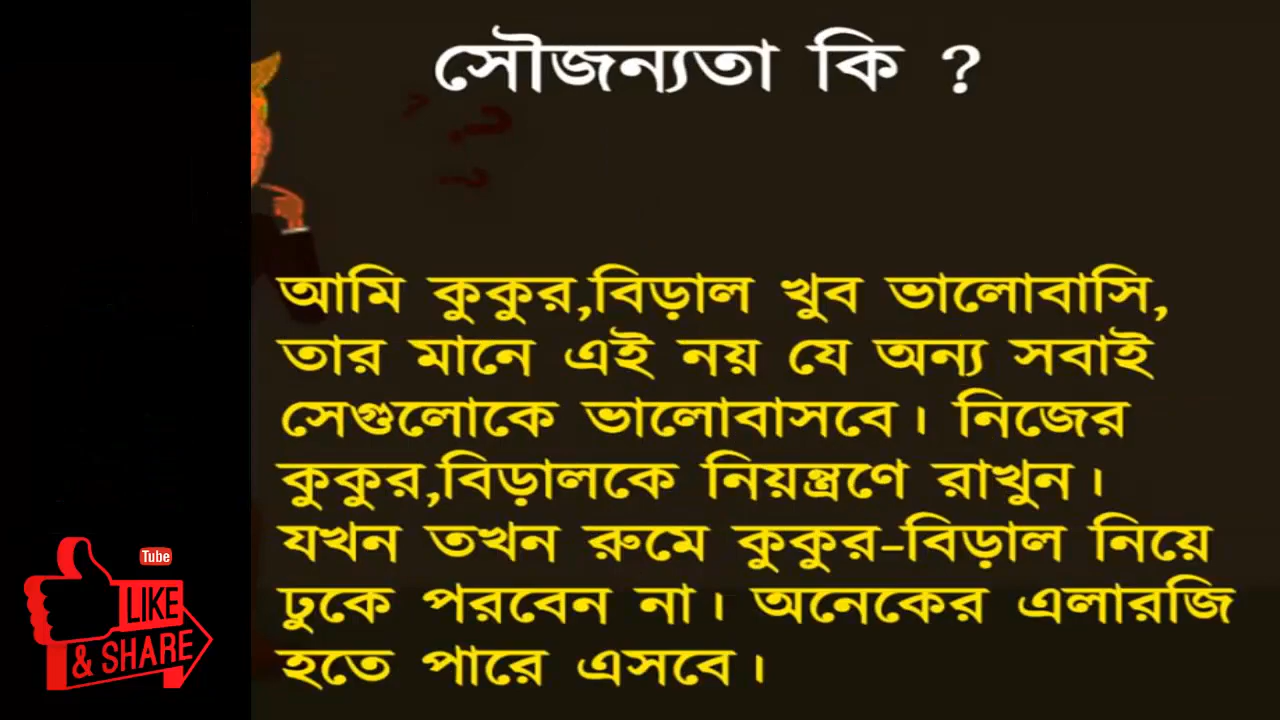 সৌজন্যতা কি ?
আমি কুকুর,বিড়াল খুব ভালোবাসি,
তার মানে এই নয় যে অন্য সবাই
সেগুলোকে ভালোবাসবে। নিজের
কুকুর,বিড়ালকে নিয়ন্ত্রণে রাখুন।
যখন তখন রুমে কুকুর-বিড়াল নিয়ে
ঢুকে পরবেন না। অনেকের এলারজি
হতে পারে এসবে।
Tube
LIKE
& SHARE